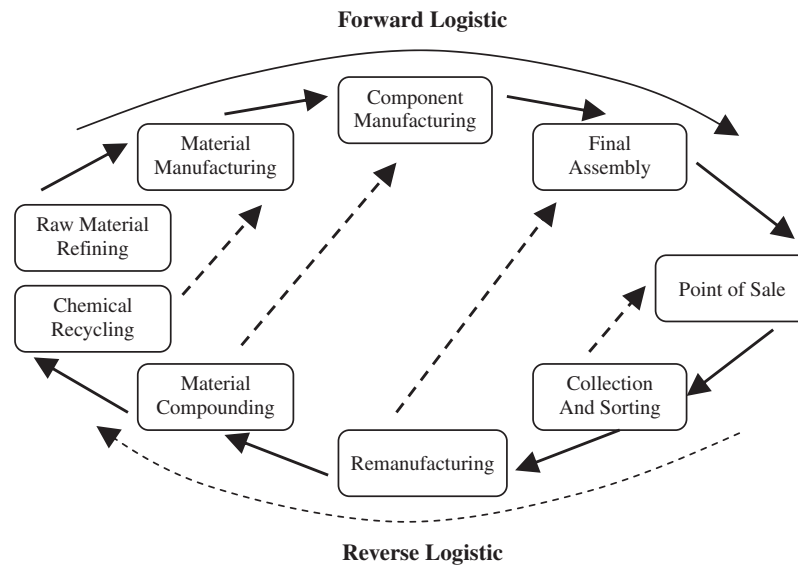 Forward Logistic
Component
Manufacturing
Material
Manufacturing
Final
Assembly
Raw Material
Refining
Point of Sale
Chemical
Recycling
Material
Compounding
Collection
And Sorting
Remanufacturing
Reverse Logistic